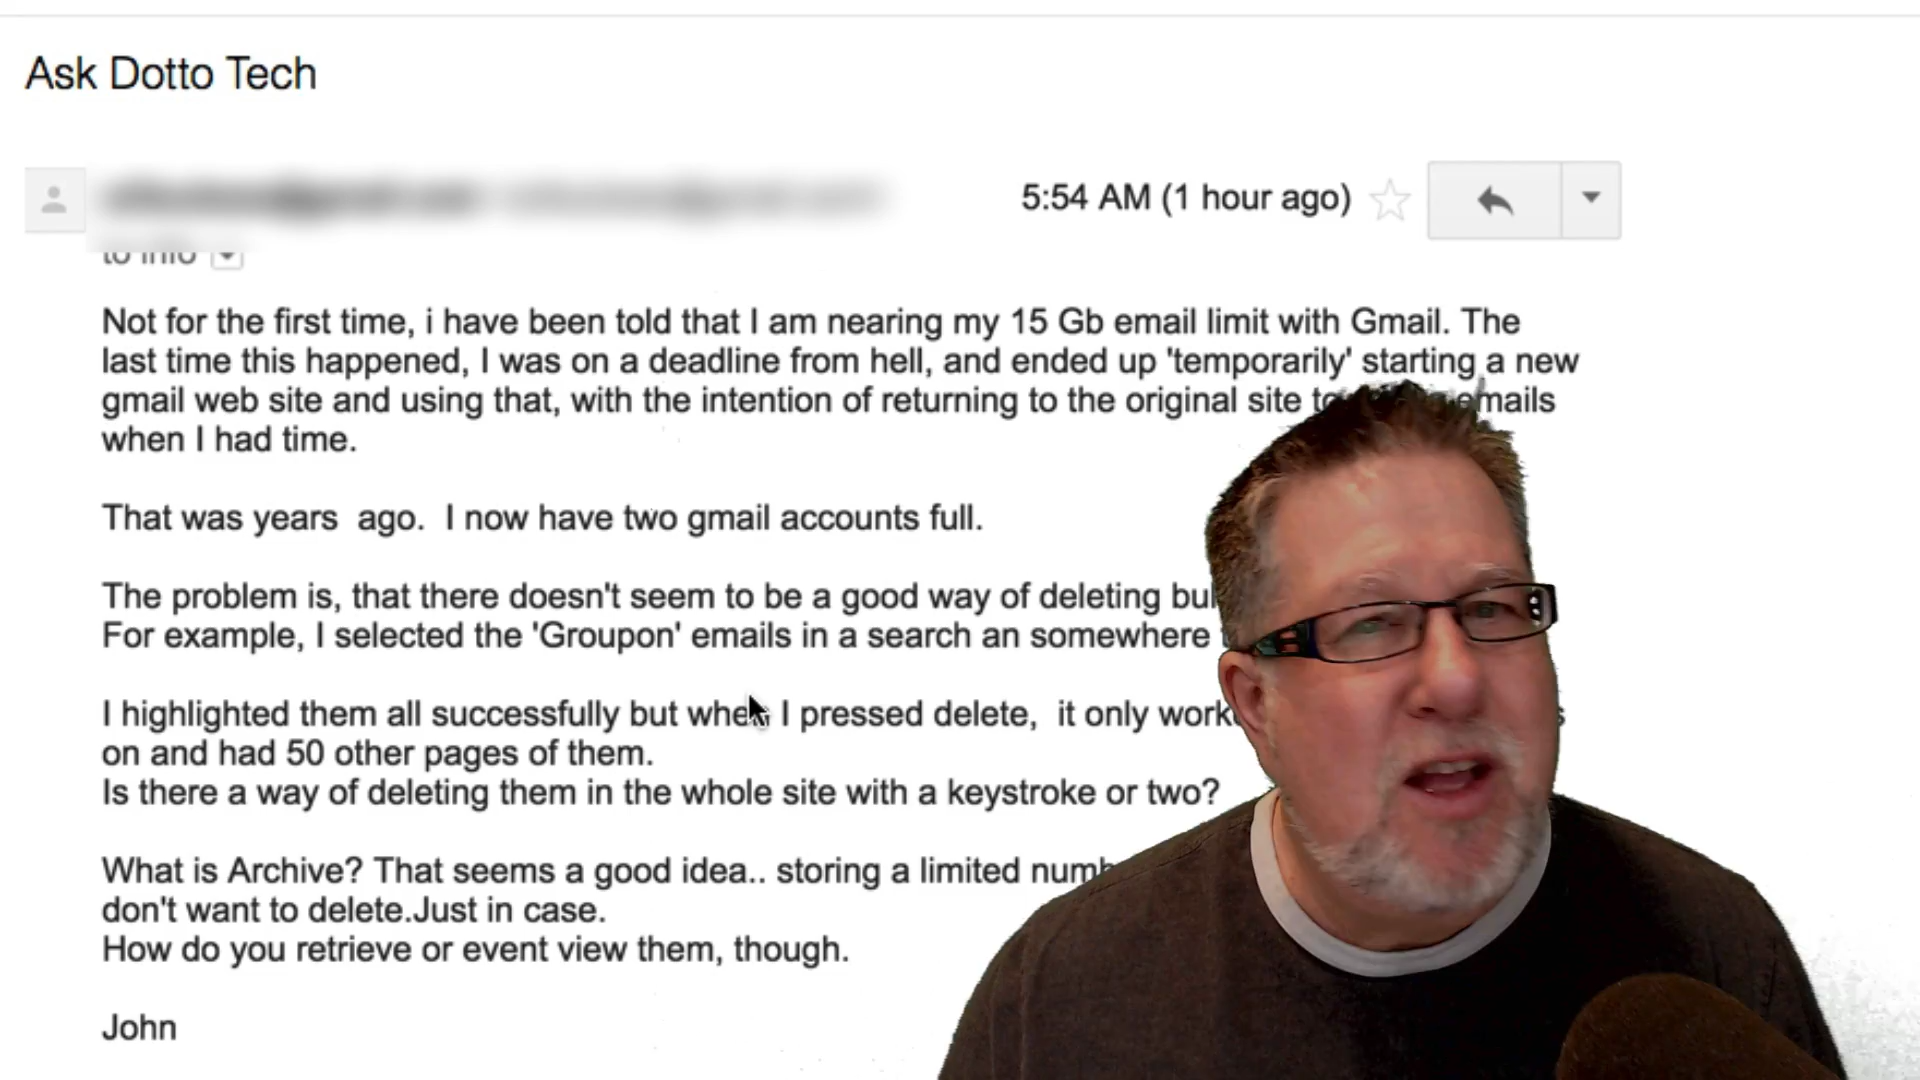 Ask Dotto Tech
5:54 AM (1 hour ago)
to info
Not for the first time, i have been told that I am nearing my 15 Gb email limit with Gmail. The
last time this happened, I was on a deadline from hell, and ended up 'temporarily' starting a new
gmail web site and using that, with the intention of returning to the original site emails
when I had time.
That was years ago. I now have two gmail accounts full.
The problem is, that there doesn't seem to be a good way of deleting
For example, I selected the 'Groupon' emails in a search an somewhere
I highlighted them all successfully but when I pressed delete, it only
on and had 50 other pages of them.
Is there a way of deleting them in the whole site with a keystroke or two?
What is Archive? That seems a good idea.. storing a limited
don't want to delete.Just in case.
How do you retrieve or event view them, though.
John